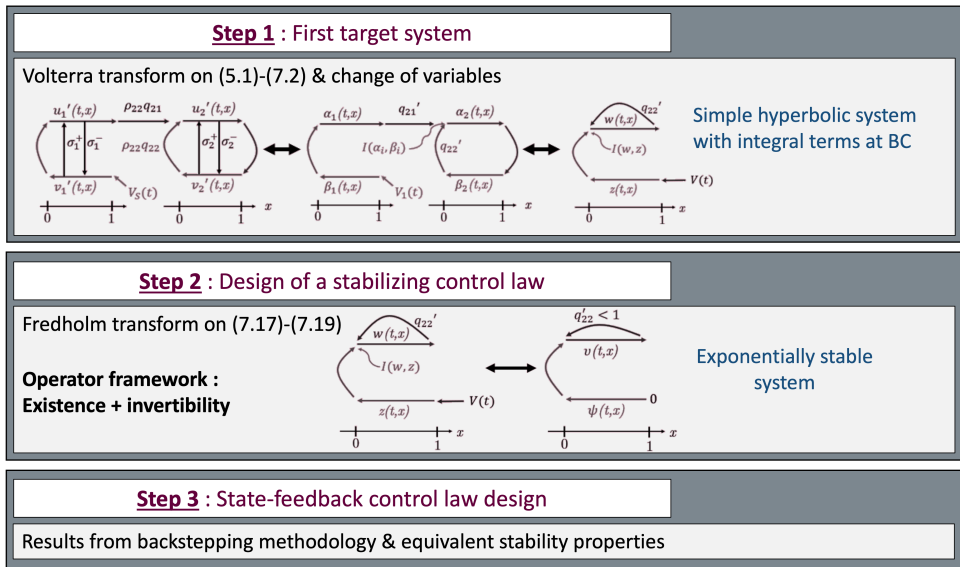 Step 1 : First target system
Volterra transform on (5.1)-(7.2) & change of variables
u₁'(t,x) ρ₂₂q₂₁ u₂'(t,x)
σ₁⁺ σ₁⁻ ρ₂₂q₂₂ σ₂⁺ σ₂⁻
v₁'(t,x) V_S(t) v₂'(t,x)
0 1 0 1 x
α₁(t,x) q₂₁' α₂(t,x)
I(αᵢ,βᵢ) q₂₂'
β₁(t,x) V₁(t) β₂(t,x)
0 1 0 1 x
q₂₂'
w(t,x)
I(w,z)
z(t,x) V(t)
0 1 x
Simple hyperbolic system
with integral terms at BC
Step 2 : Design of a stabilizing control law
Fredholm transform on (7.17)-(7.19)
Operator framework :
Existence + invertibility
q₂₂'
w(t,x)
I(w,z)
z(t,x) V(t)
0 1 x
q₂₂' < 1
υ(t,x)
ψ(t,x) 0
0 1 x
Exponentially stable
system
Step 3 : State-feedback control law design
Results from backstepping methodology & equivalent stability properties